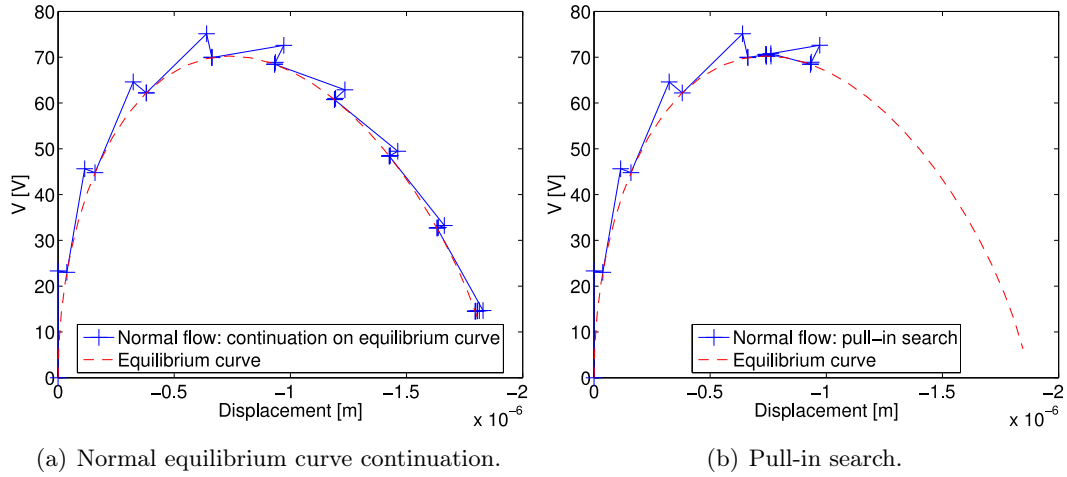 80
70
60
50
40
30
20
10
0
V [V]
Normal flow: continuation on equilibrium curve
Equilibrium curve
0 −0.5 −1 −1.5 −2
Displacement [m]
x 10⁻⁶
(a) Normal equilibrium curve continuation.
80
70
60
50
40
30
20
10
0
V [V]
Normal flow: pull−in search
Equilibrium curve
0 −0.5 −1 −1.5 −2
Displacement [m]
x 10⁻⁶
(b) Pull-in search.